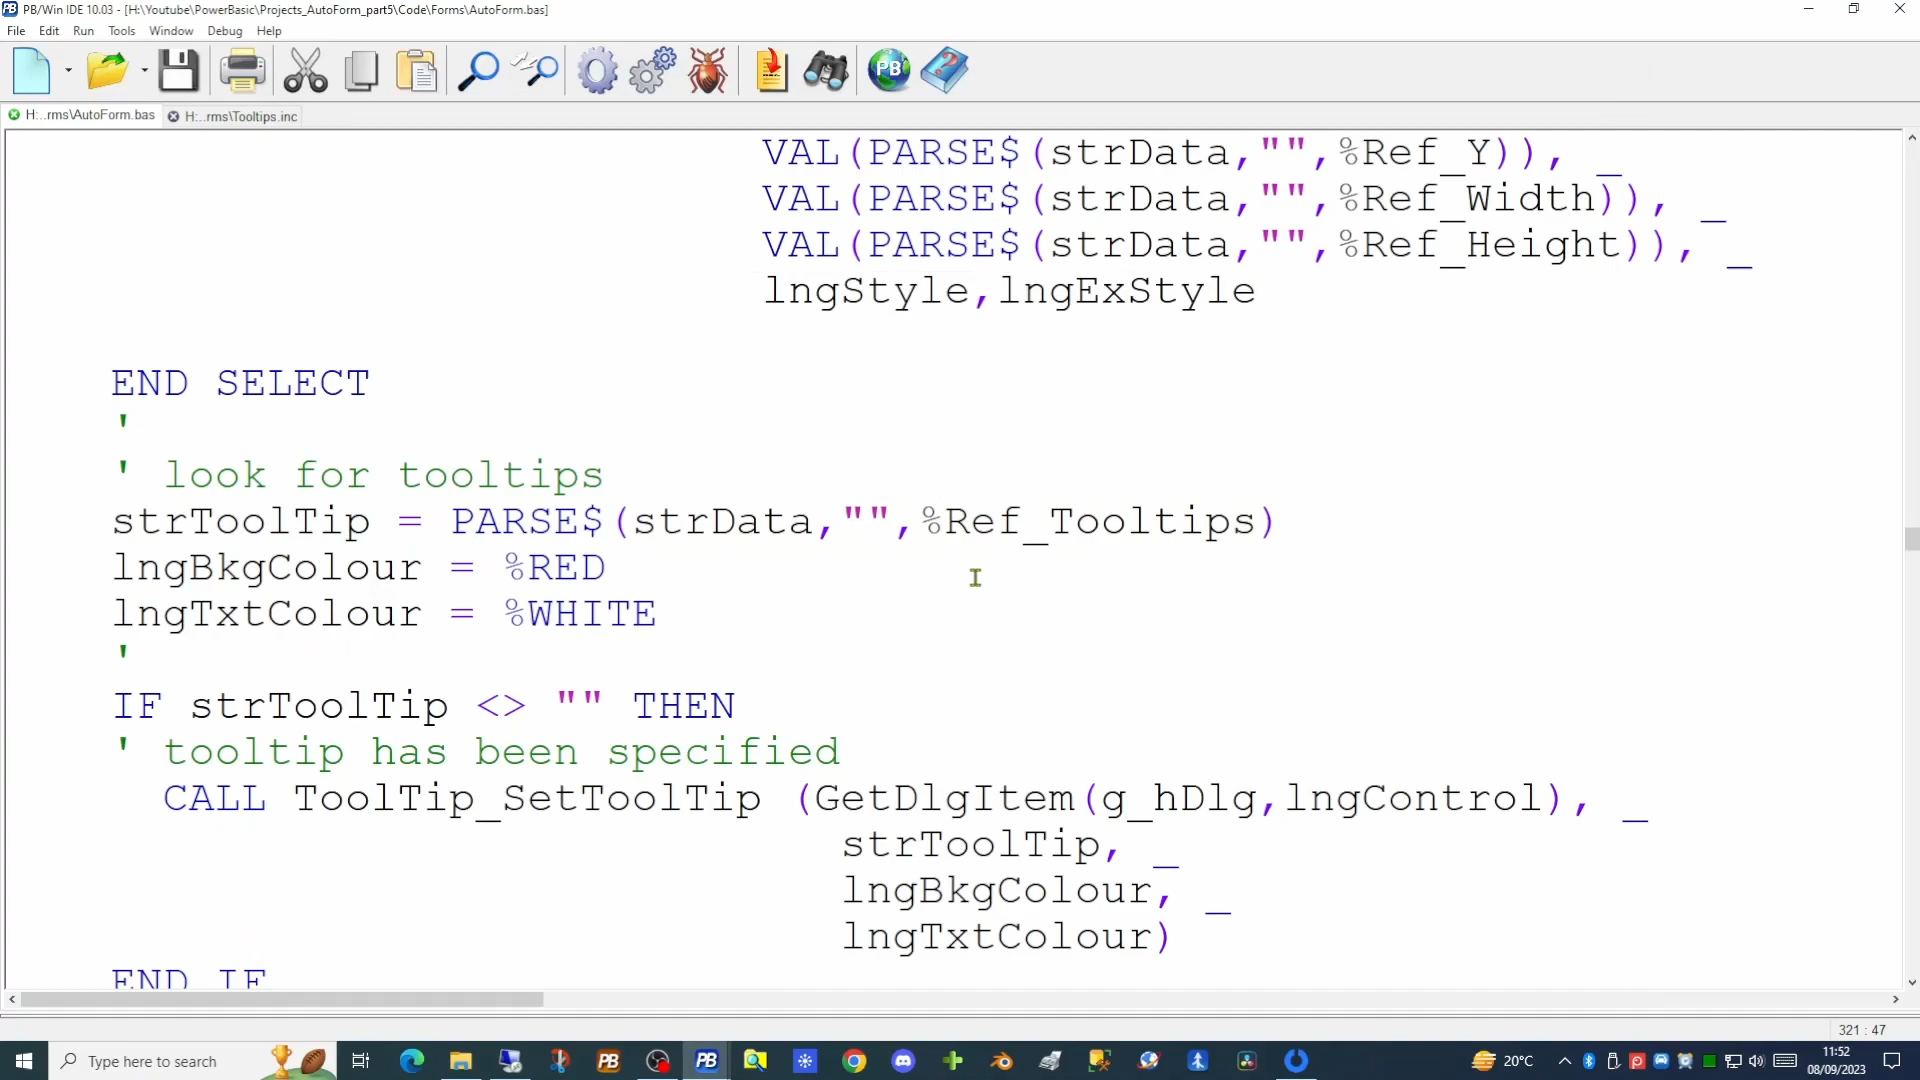 PB/Win IDE 10.03 - [H:\Youtube\PowerBasic\Projects_AutoForm_part5\Code\Forms\AutoForm.bas]
File Edit Run Tools Window Debug Help
H:..rms\AutoForm.bas H:..rms\Tooltips.inc
VAL(PARSE$(strData,"",%Ref_Y)), _
VAL(PARSE$(strData,"",%Ref_Width)), _
VAL(PARSE$(strData,"",%Ref_Height)), _
lngStyle,lngExStyle
END SELECT
'
' look for tooltips
strToolTip = PARSE$(strData,"",%Ref_Tooltips)
lngBkgColour = %RED
lngTxtColour = %WHITE
'
IF strToolTip <> "" THEN
' tooltip has been specified
CALL ToolTip_SetToolTip (GetDlgItem(g_hDlg,lngControl), _
strToolTip, _
lngBkgColour, _
lngTxtColour)
END IF
321 : 47
Type here to search
20°C
11:52
08/09/2023